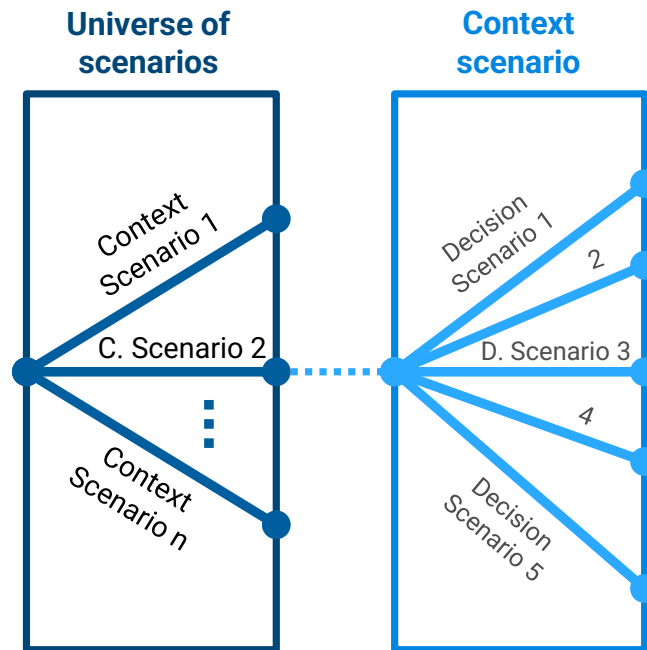 Universe of
scenarios
Context
Scenario 1
C. Scenario 2
Context
Scenario n
Context
scenario
Decision
Scenario 1
2
D. Scenario 3
4
Decision
Scenario 5